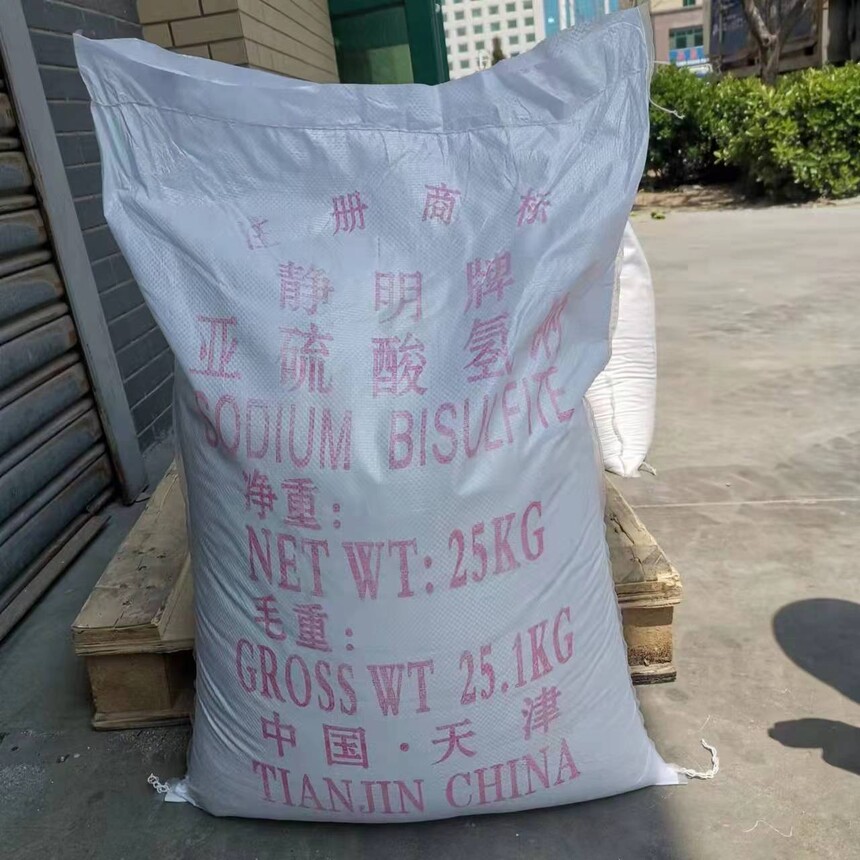 注册商标
静明牌
亚硫酸氢钠
SODIUM BISULFITE
净重:
NET WT: 25KG
毛重:
GROSS WT 25.1KG
中国·天津
TIANJIN CHINA